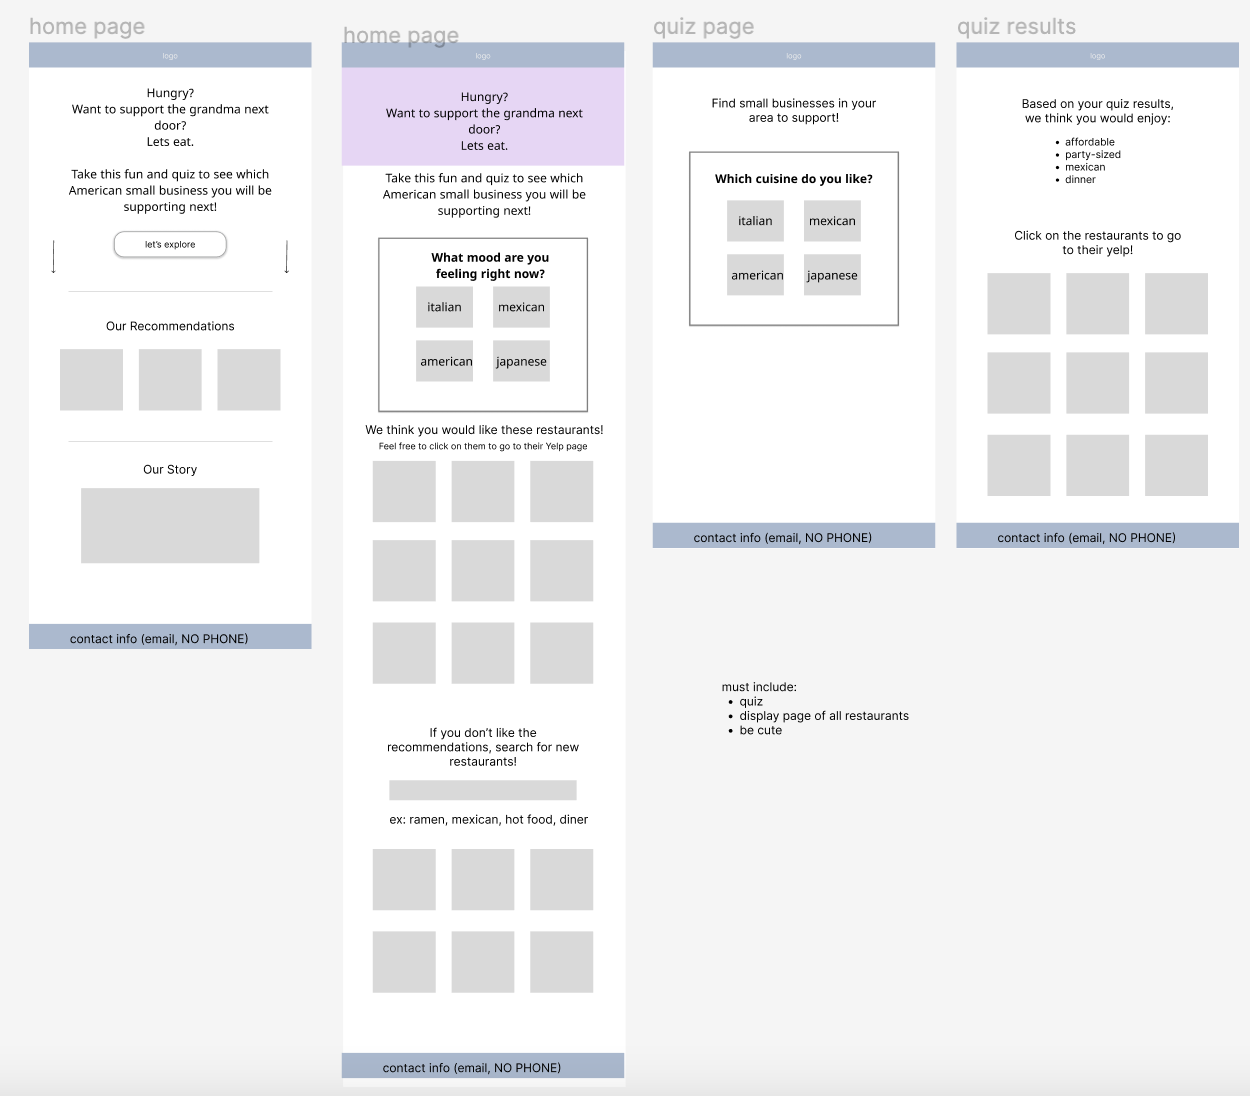 home page
logo
Hungry?
Want to support the grandma next
door?
Lets eat.
Take this fun and quiz to see which
American small business you will be
supporting next!
let's explore
Our Recommendations
Our Story
contact info (email, NO PHONE)
home page
logo
Hungry?
Want to support the grandma next
door?
Lets eat.
Take this fun and quiz to see which
American small business you will be
supporting next!
What mood are you
feeling right now?
italian
mexican
american
japanese
We think you would like these restaurants!
Feel free to click on them to go to their Yelp page
If you don't like the
recommendations, search for new
restaurants!
ex: ramen, mexican, hot food, diner
contact info (email, NO PHONE)
quiz page
logo
Find small businesses in your
area to support!
Which cuisine do you like?
italian
mexican
american
japanese
contact info (email, NO PHONE)
quiz results
logo
Based on your quiz results,
we think you would enjoy:
• affordable
• party-sized
• mexican
• dinner
Click on the restaurants to go
to their yelp!
contact info (email, NO PHONE)
must include:
• quiz
• display page of all restaurants
• be cute